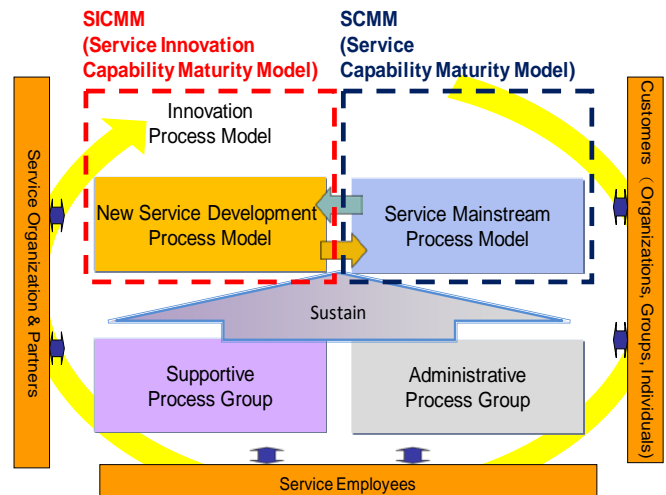 SICMM
(Service Innovation
Capability Maturity Model)
SCMM
(Service
Capability Maturity Model)
Innovation
Process Model
New Service Development
Process Model
Service Mainstream
Process Model
Sustain
Supportive
Process Group
Administrative
Process Group
Service Organization & Partners
Customers （Organizations, Groups, Individuals)
Service Employees